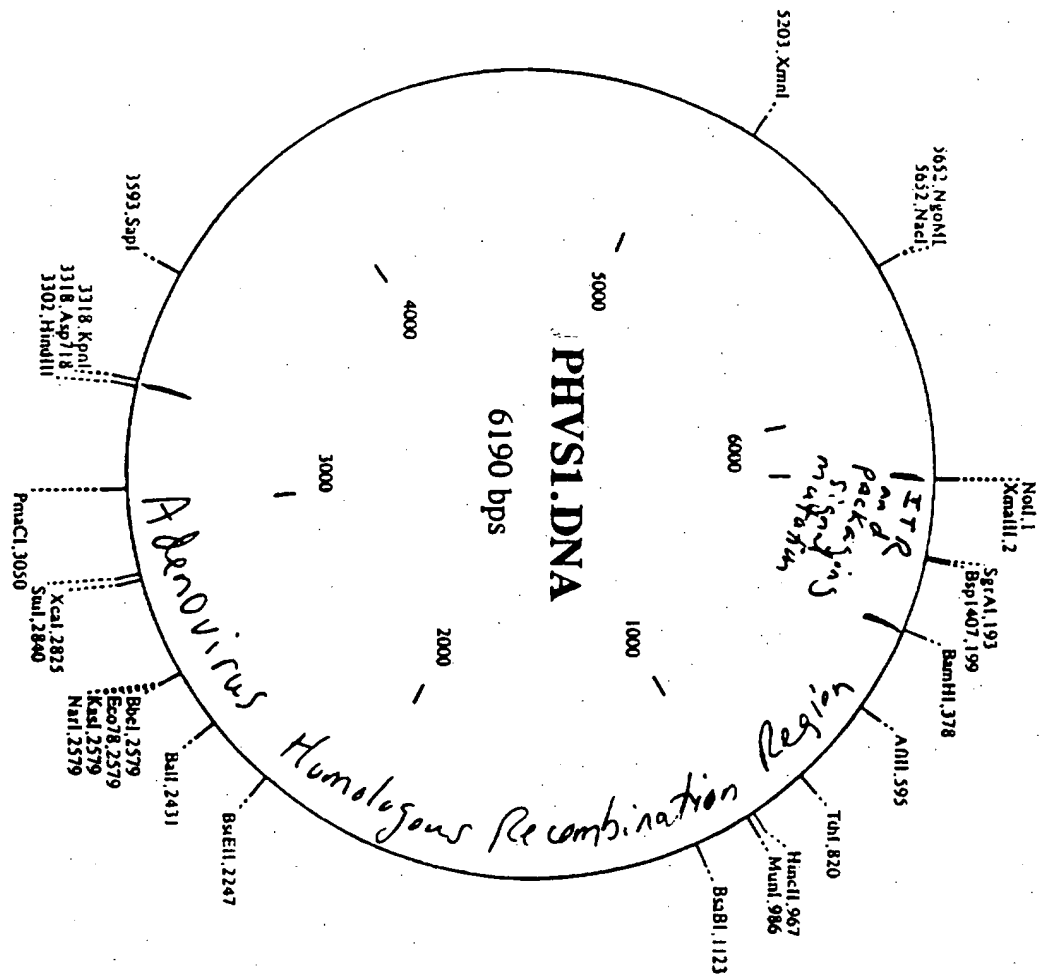 PHVS1.DNA
6190 bps
NotI.1
XmaIII.2
SgrAI.193
Bsp1407.199
BamHI.378
AflII.595
Tth1.820
HincII.967
MunI.986
BsaBI.1123
BstEII.2247
BalI.2431
BbeI.2579
Eco78.2579
KasI.2579
NarI.2579
XcaI.2825
SwaI.2840
PmaCI.3050
3318.KpnI
3318.Asp718
3302.HindIII
3593.SapI
5203.XmnI
5652.NgoMI
5652.NaeI
1000
2000
3000
4000
5000
6000
ITR
and
packaging
signal
Adenovirus Homologous Recombination Region